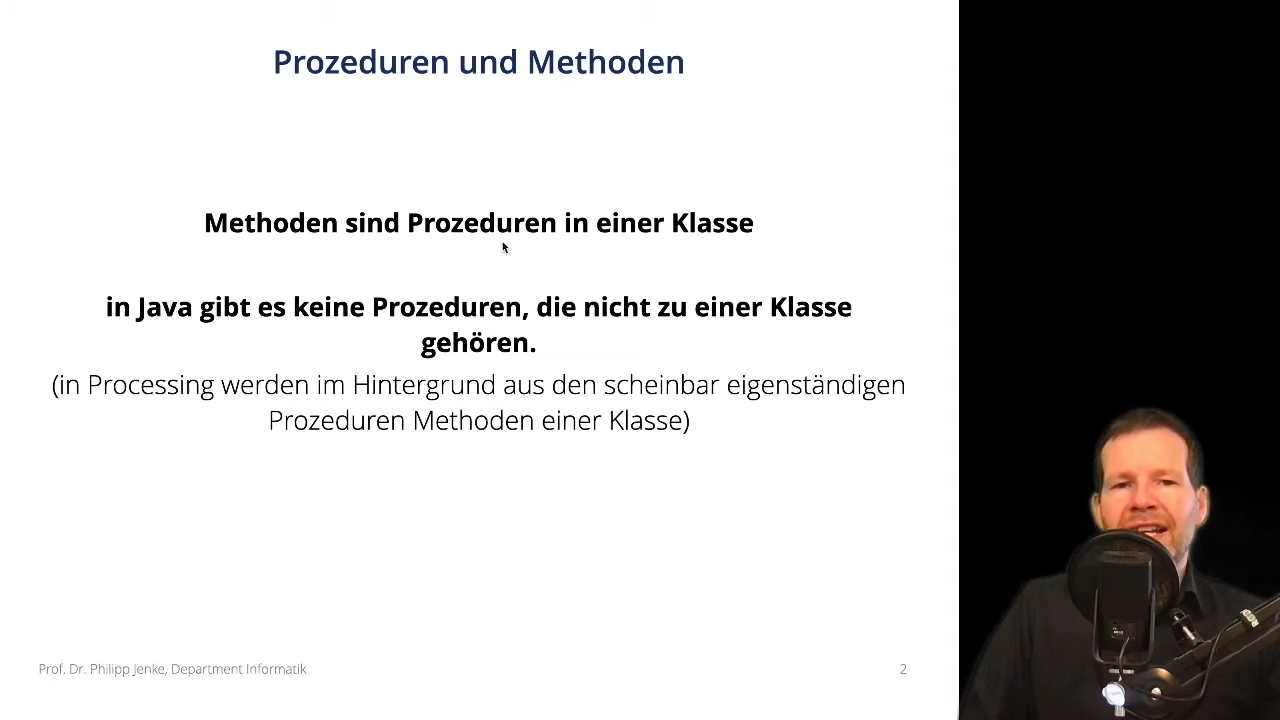 Prozeduren und Methoden
Methoden sind Prozeduren in einer Klasse
in Java gibt es keine Prozeduren, die nicht zu einer Klasse
gehören.
(in Processing werden im Hintergrund aus den scheinbar eigenständigen
Prozeduren Methoden einer Klasse)
Prof. Dr. Philipp Jenke, Department Informatik
2